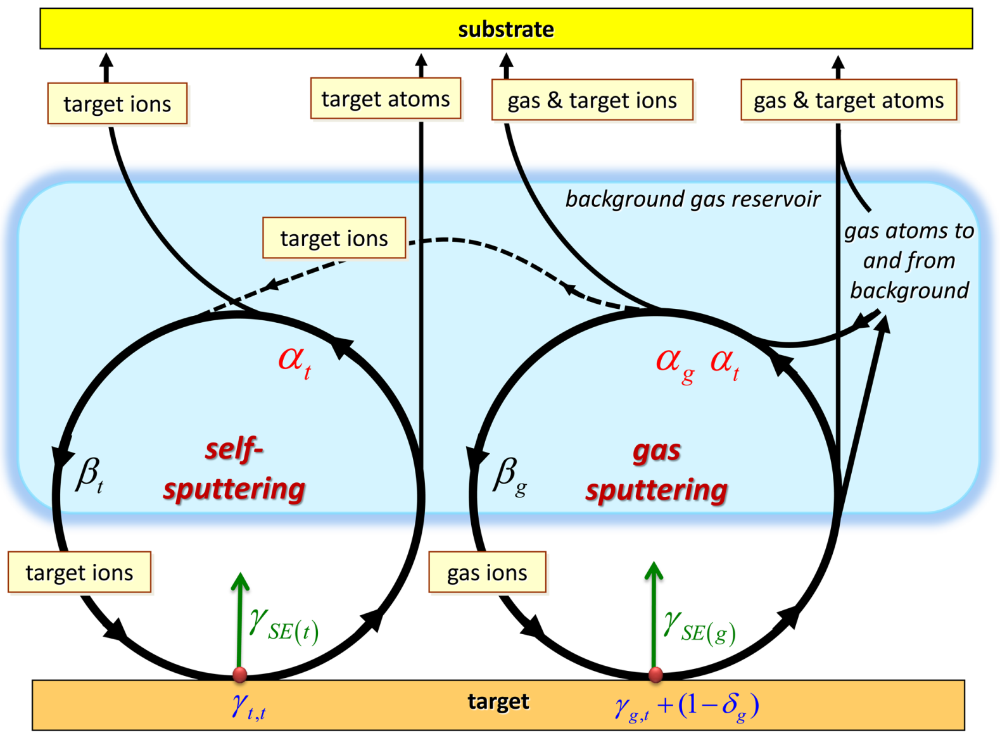 substrate
target ions
target atoms
gas & target ions
gas & target atoms
background gas reservoir
target ions
gas atoms to
and from
background
α_t
α_g α_t
self-
sputtering
gas
sputtering
β_t
β_g
target ions
gas ions
γ_SE(t)
γ_SE(g)
γ_t,t
target
γ_g,t + (1 − δ_g)